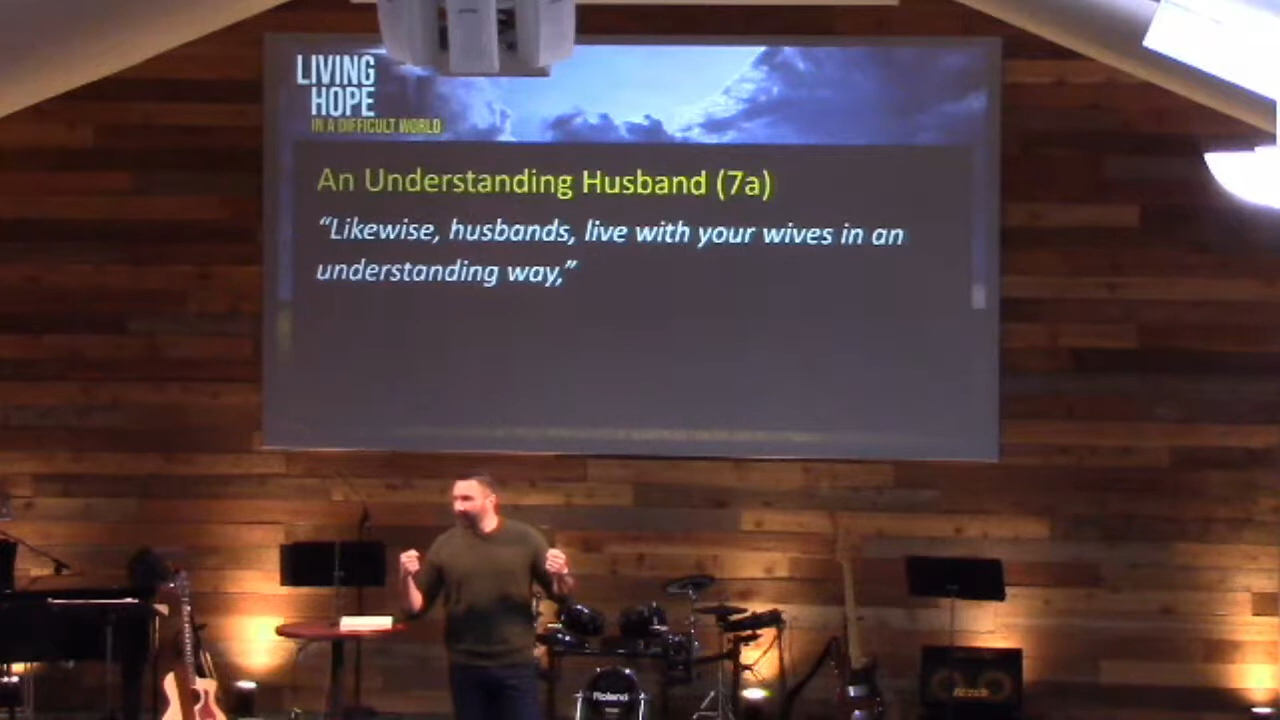 LIVING
HOPE
IN A DIFFICULT WORLD
An Understanding Husband (7a)
“Likewise, husbands, live with your wives in an
understanding way,”
Roland